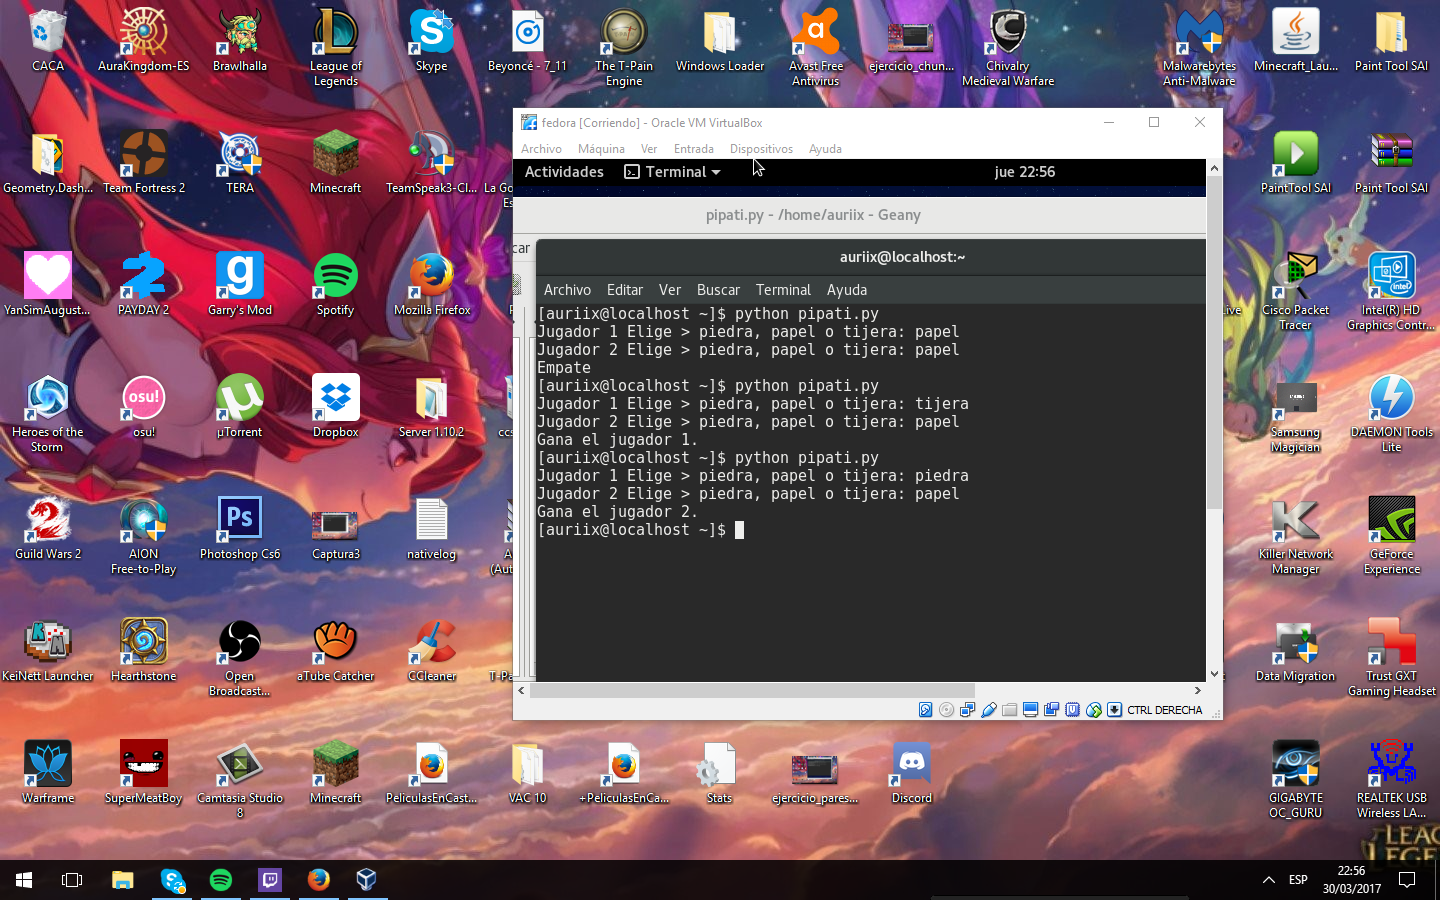 CACA
AuraKingdom-ES
Brawlhalla
League of
Legends
Skype
Beyoncé - 7_11
The T-Pain
Engine
Windows Loader
Avast Free
Antivirus
ejercicio_chun...
Chivalry
Medieval Warfare
Malwarebytes
Anti-Malware
Minecraft_Lau...
Paint Tool SAI
Geometry.Dash...
Team Fortress 2
TERA
Minecraft
TeamSpeak3-Cl...
La Go
Es
PaintTool SAI
Paint Tool SAI
YanSimAugust...
PAYDAY 2
Garry's Mod
Spotify
Mozilla Firefox
Live
Cisco Packet
Tracer
Intel(R) HD
Graphics Contr...
Heroes of the
Storm
osu!
osu!
µTorrent
Dropbox
Server 1.10.2
ccs
Samsung
Magician
DAEMON Tools
Lite
Guild Wars 2
AION
Free-to-Play
Ps
Photoshop Cs6
Captura3
nativelog
A
(Aut
Killer Network
Manager
GeForce
Experience
KeiNett Launcher
Hearthstone
Open
Broadcast...
aTube Catcher
CCleaner
T-Pa
Data Migration
Trust GXT
Gaming Headset
Warframe
SuperMeatBoy
Camtasia Studio
8
Minecraft
PeliculasEnCast...
VAC 10
+PeliculasEnCa...
Stats
ejercicio_pares...
Discord
GIGABYTE
OC_GURU
REALTEK USB
Wireless LA...
fedora [Corriendo] - Oracle VM VirtualBox
Archivo Máquina Ver Entrada Dispositivos Ayuda
Actividades Terminal jue 22:56
pipati.py - /home/auriix - Geany
car
auriix@localhost:~
Archivo Editar Ver Buscar Terminal Ayuda
[auriix@localhost ~]$ python pipati.py
Jugador 1 Elige > piedra, papel o tijera: papel
Jugador 2 Elige > piedra, papel o tijera: papel
Empate
[auriix@localhost ~]$ python pipati.py
Jugador 1 Elige > piedra, papel o tijera: tijera
Jugador 2 Elige > piedra, papel o tijera: papel
Gana el jugador 1.
[auriix@localhost ~]$ python pipati.py
Jugador 1 Elige > piedra, papel o tijera: piedra
Jugador 2 Elige > piedra, papel o tijera: papel
Gana el jugador 2.
[auriix@localhost ~]$
CTRL DERECHA
LEAG
LEGE
ESP
22:56
30/03/2017